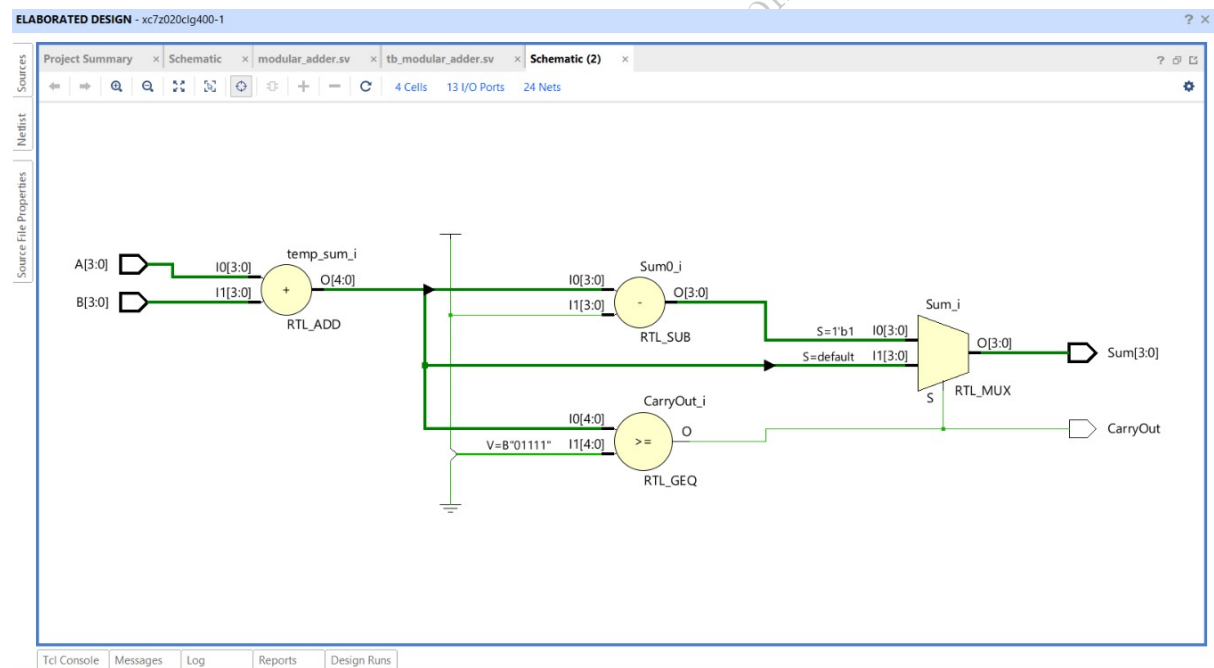 ELABORATED DESIGN - xc7z020clg400-1
Sources
Netlist
Source File Properties
Project Summary × Schematic × modular_adder.sv × tb_modular_adder.sv × Schematic (2) ×
4 Cells 13 I/O Ports 24 Nets
A[3:0]
B[3:0]
I0[3:0]
I1[3:0]
temp_sum_i
+
O[4:0]
RTL_ADD
Sum0_i
I0[3:0]
I1[3:0]
-
O[3:0]
RTL_SUB
CarryOut_i
I0[4:0]
V=B"01111" I1[4:0]
>=
O
RTL_GEQ
Sum_i
S=1'b1 I0[3:0]
S=default I1[3:0]
O[3:0]
S
RTL_MUX
Sum[3:0]
CarryOut
Tcl Console Messages Log Reports Design Runs